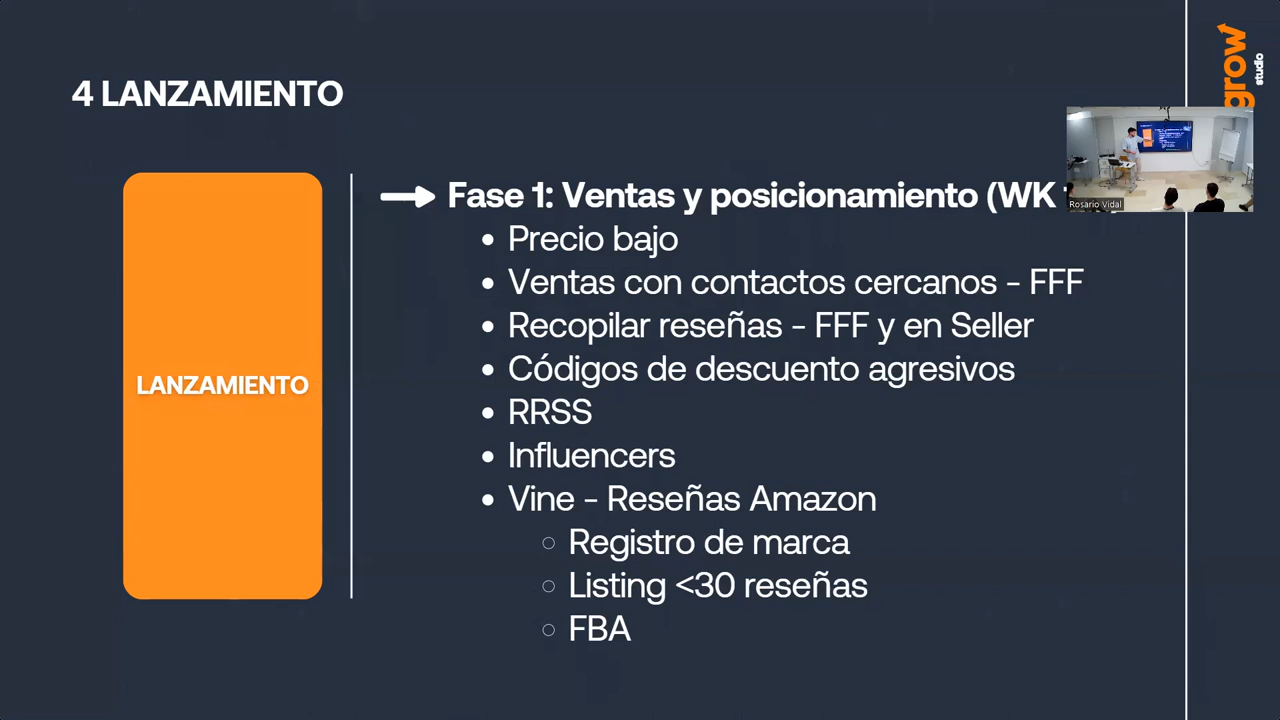 4 LANZAMIENTO
grow
studio
LANZAMIENTO
Fase 1: Ventas y posicionamiento (WK
• Precio bajo
• Ventas con contactos cercanos - FFF
• Recopilar reseñas - FFF y en Seller
• Códigos de descuento agresivos
• RRSS
• Influencers
• Vine - Reseñas Amazon
○ Registro de marca
○ Listing <30 reseñas
○ FBA
Rosario Vidal